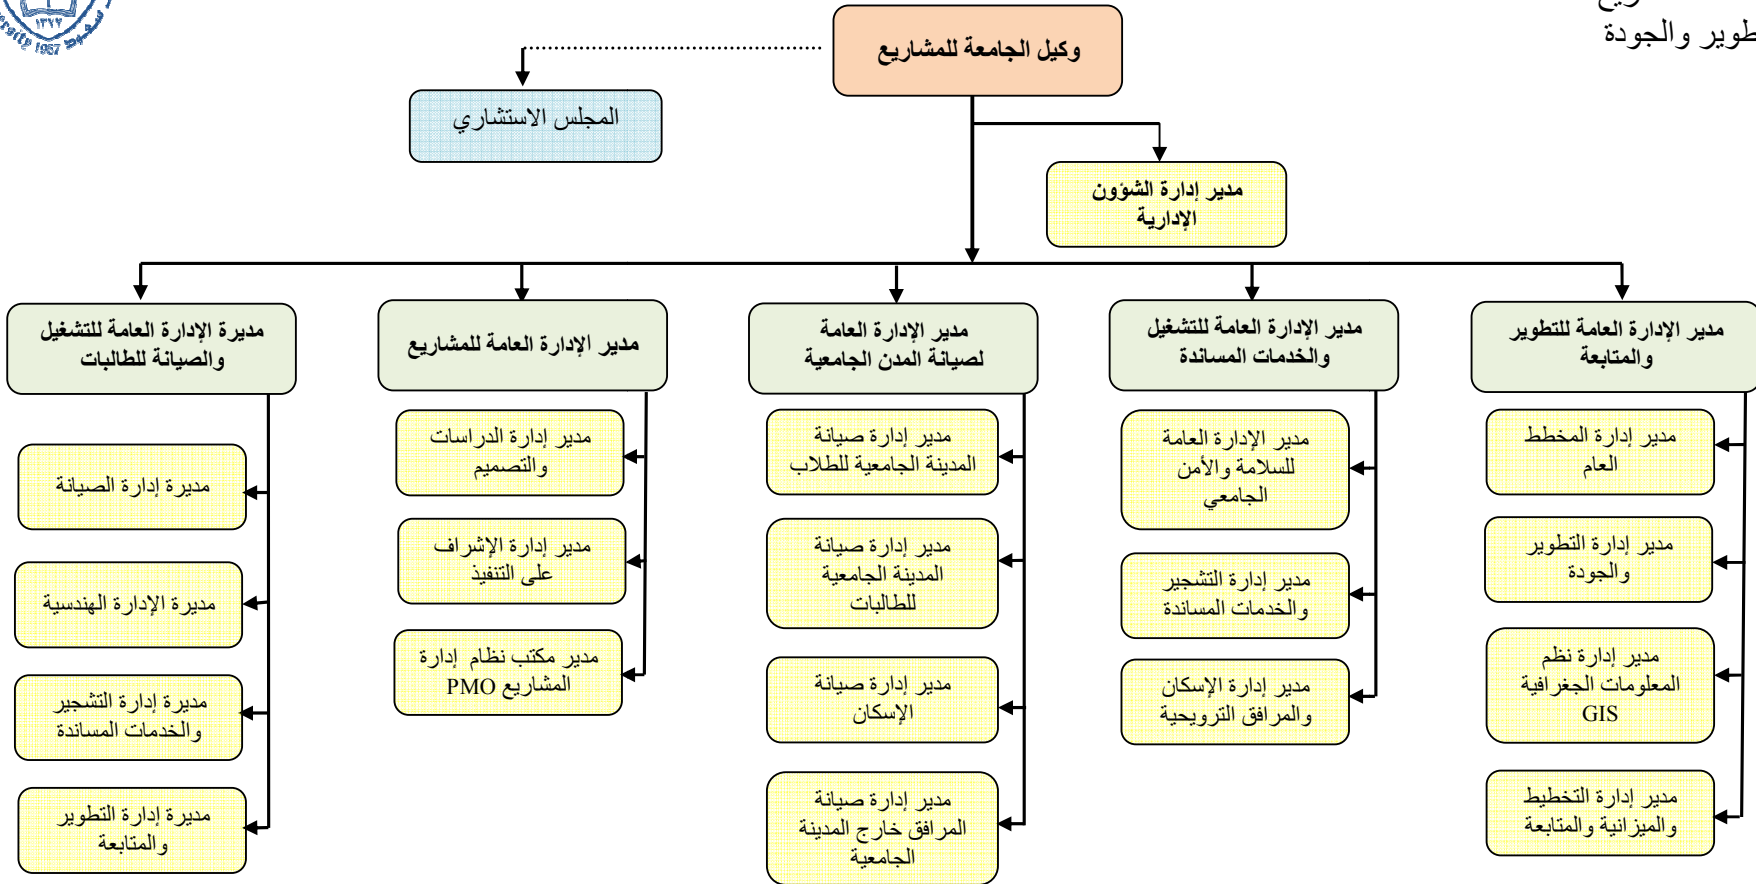 طوير والجودة
١٣٧٧
1957
وكيل الجامعة للمشاريع
المجلس الاستشاري
مدير إدارة الشؤون
الإدارية
مدير الإدارة العامة للتطوير
والمتابعة
مدير إدارة المخطط
العام
مدير إدارة التطوير
والجودة
مدير إدارة نظم
المعلومات الجغرافية
GIS
مدير إدارة التخطيط
والميزانية والمتابعة
مدير الإدارة العامة للتشغيل
والخدمات المساندة
مدير الإدارة العامة
للسلامة والأمن
الجامعي
مدير إدارة التشجير
والخدمات المساندة
مدير إدارة الإسكان
والمرافق الترويحية
مدير الإدارة العامة
لصيانة المدن الجامعية
مدير إدارة صيانة
المدينة الجامعية للطلاب
مدير إدارة صيانة
المدينة الجامعية
للطالبات
مدير إدارة صيانة
الإسكان
مدير إدارة صيانة
المرافق خارج المدينة
الجامعية
مدير الإدارة العامة للمشاريع
مدير إدارة الدراسات
والتصميم
مدير إدارة الإشراف
على التنفيذ
مدير مكتب نظام إدارة
المشاريع PMO
مديرة الإدارة العامة للتشغيل
والصيانة للطالبات
مديرة إدارة الصيانة
مديرة الإدارة الهندسية
مديرة إدارة التشجير
والخدمات المساندة
مديرة إدارة التطوير
والمتابعة